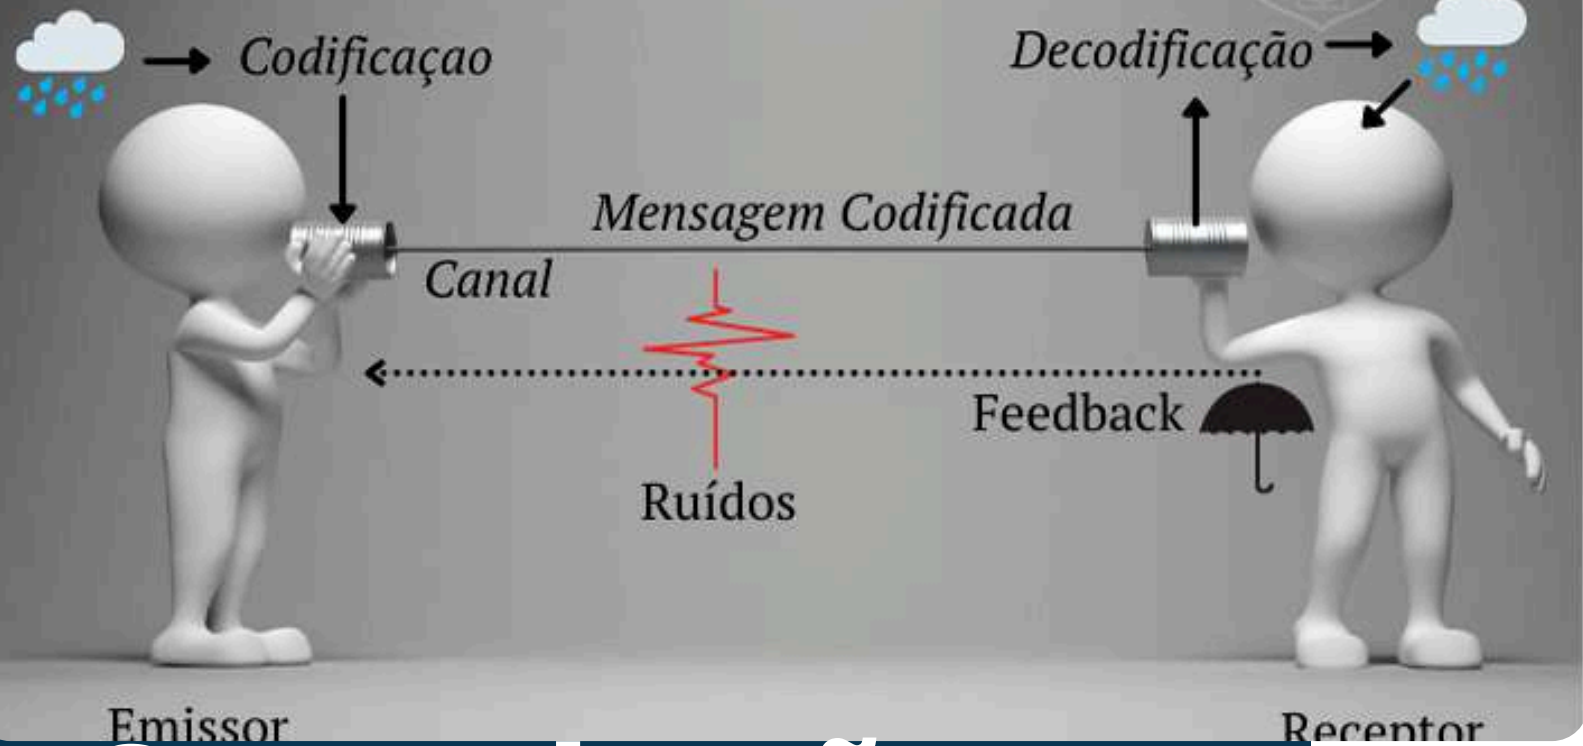 Codificaçao
Decodificação
Mensagem Codificada
Canal
Feedback
Ruídos
Emissor
Receptor